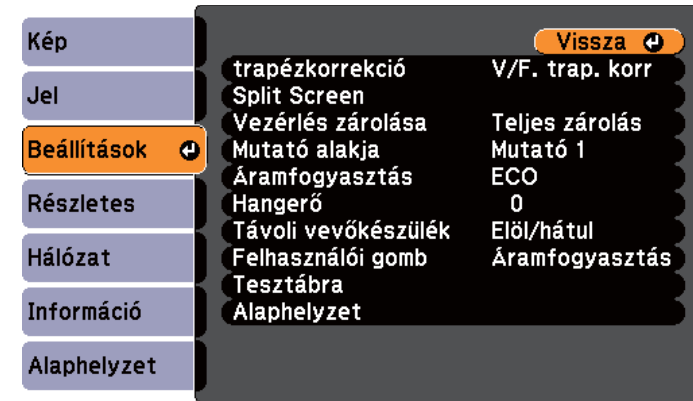 Kép
Jel
Beállítások
Részletes
Hálózat
Információ
Alaphelyzet
Vissza
trapézkorrekció V/F. trap. korr
Split Screen
Vezérlés zárolása Teljes zárolás
Mutató alakja Mutató 1
Áramfogyasztás ECO
Hangerő 0
Távoli vevőkészülék Elöl/hátul
Felhasználói gomb Áramfogyasztás
Tesztábra
Alaphelyzet